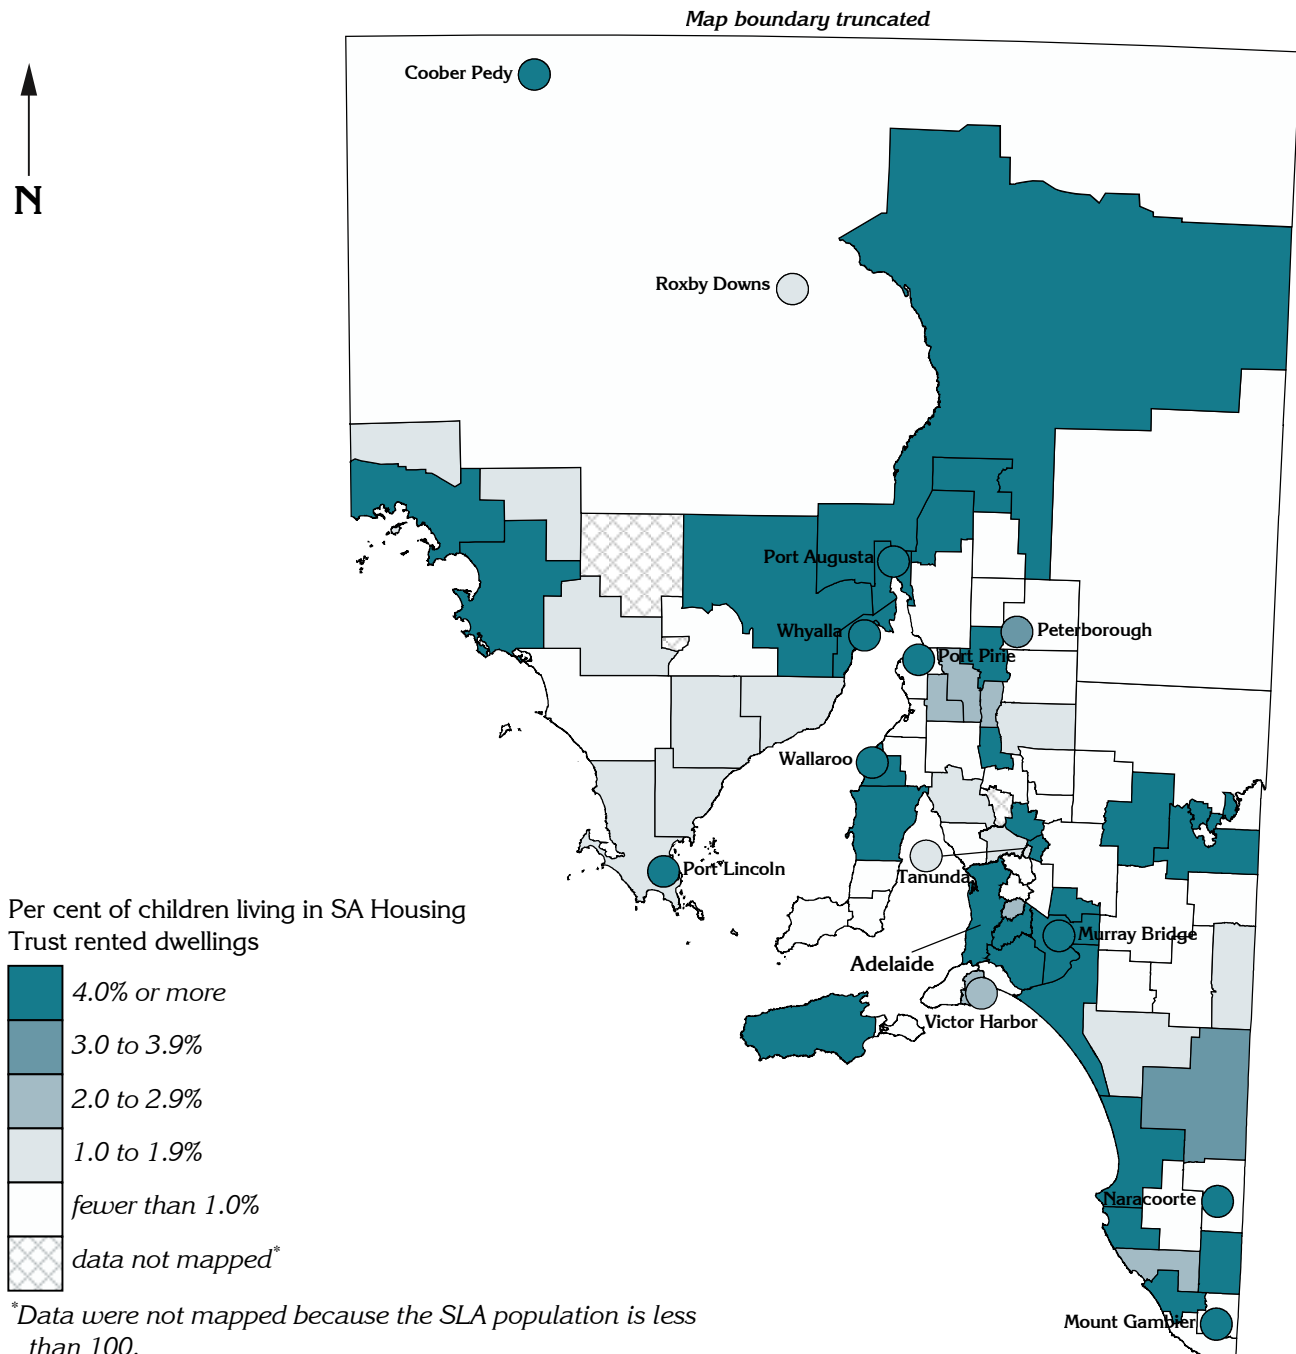 Map boundary truncated
Coober Pedy
N
Roxby Downs
Port Augusta
Whyalla
Peterborough
Port Pirie
Wallaroo
Port Lincoln
Tanunda
Per cent of children living in SA Housing
Trust rented dwellings
Murray Bridge
Adelaide
4.0% or more
Victor Harbor
3.0 to 3.9%
2.0 to 2.9%
1.0 to 1.9%
fewer than 1.0%
Naracoorte
data not mapped*
*Data were not mapped because the SLA population is less
than 100.
Mount Gambier